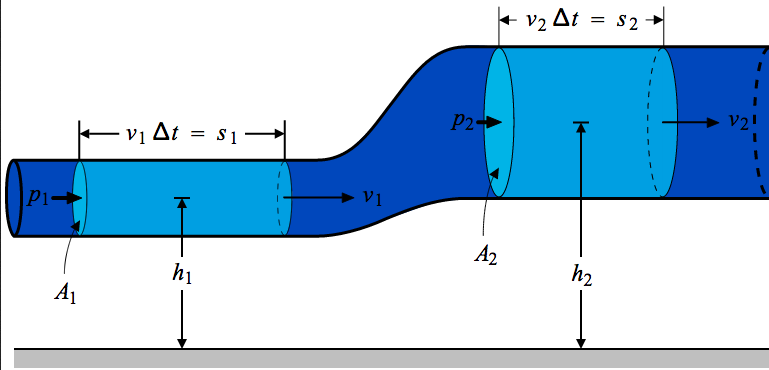 v₂ Δt = s₂
v₁ Δt = s₁
p₂
v₂
p₁
v₁
A₂
h₁
h₂
A₁